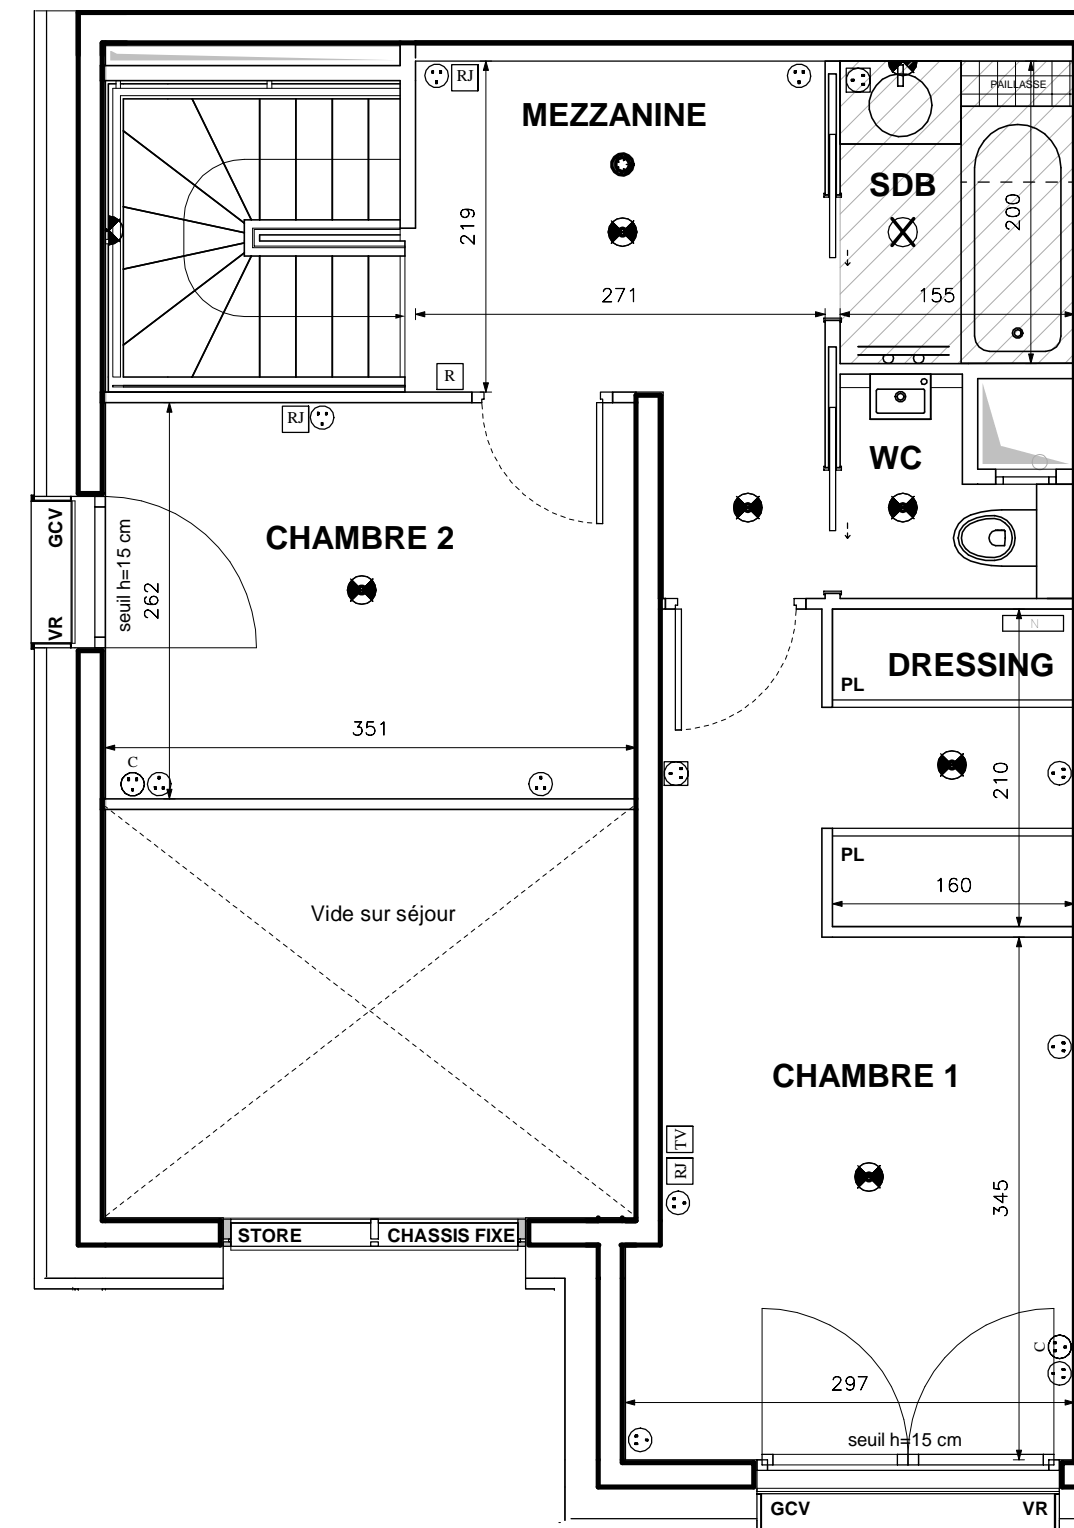 RJ
MEZZANINE
PAILLASSE
SDB
219
200
271
155
R
RJ
WC
GCV
VR
seuil h=15 cm
262
CHAMBRE 2
N
DRESSING
PL
351
C
210
PL
160
Vide sur séjour
CHAMBRE 1
TV
RJ
345
STORE
CHASSIS FIXE
C
297
seuil h=15 cm
GCV
VR